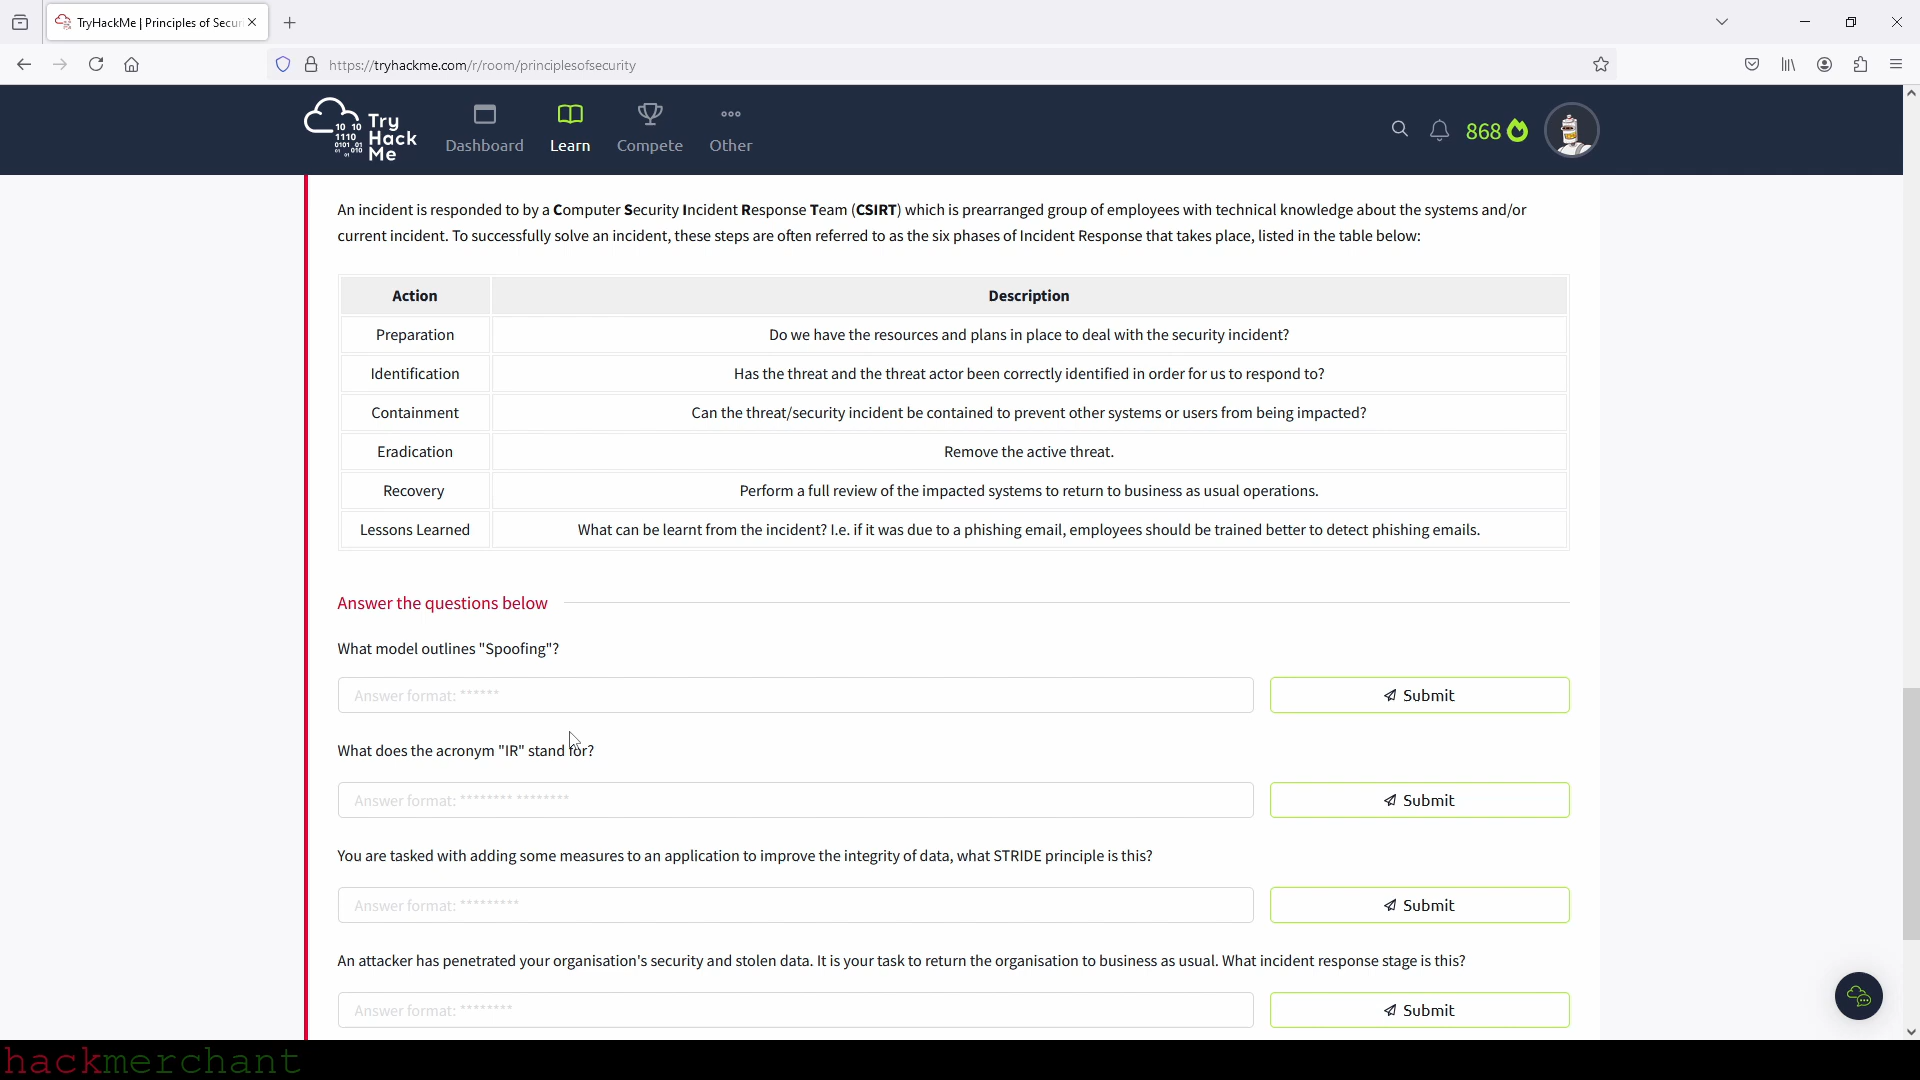 TryHackMe | Principles of Secur
https://tryhackme.com/r/room/principlesofsecurity
Try
Hack
Me
10 10
1110
0101 01
01 010
Dashboard
Learn
Compete
Other
868
An incident is responded to by a Computer Security Incident Response Team (CSIRT) which is prearranged group of employees with technical knowledge about the systems and/or
current incident. To successfully solve an incident, these steps are often referred to as the six phases of Incident Response that takes place, listed in the table below:
Action Description
Preparation Do we have the resources and plans in place to deal with the security incident?
Identification Has the threat and the threat actor been correctly identified in order for us to respond to?
Containment Can the threat/security incident be contained to prevent other systems or users from being impacted?
Eradication Remove the active threat.
Recovery Perform a full review of the impacted systems to return to business as usual operations.
Lessons Learned What can be learnt from the incident? I.e. if it was due to a phishing email, employees should be trained better to detect phishing emails.
Answer the questions below
What model outlines "Spoofing"?
Answer format: ****** Submit
What does the acronym "IR" stand for?
Answer format: ******** ******** Submit
You are tasked with adding some measures to an application to improve the integrity of data, what STRIDE principle is this?
Answer format: ********* Submit
An attacker has penetrated your organisation's security and stolen data. It is your task to return the organisation to business as usual. What incident response stage is this?
Answer format: ******** Submit
hackmerchant